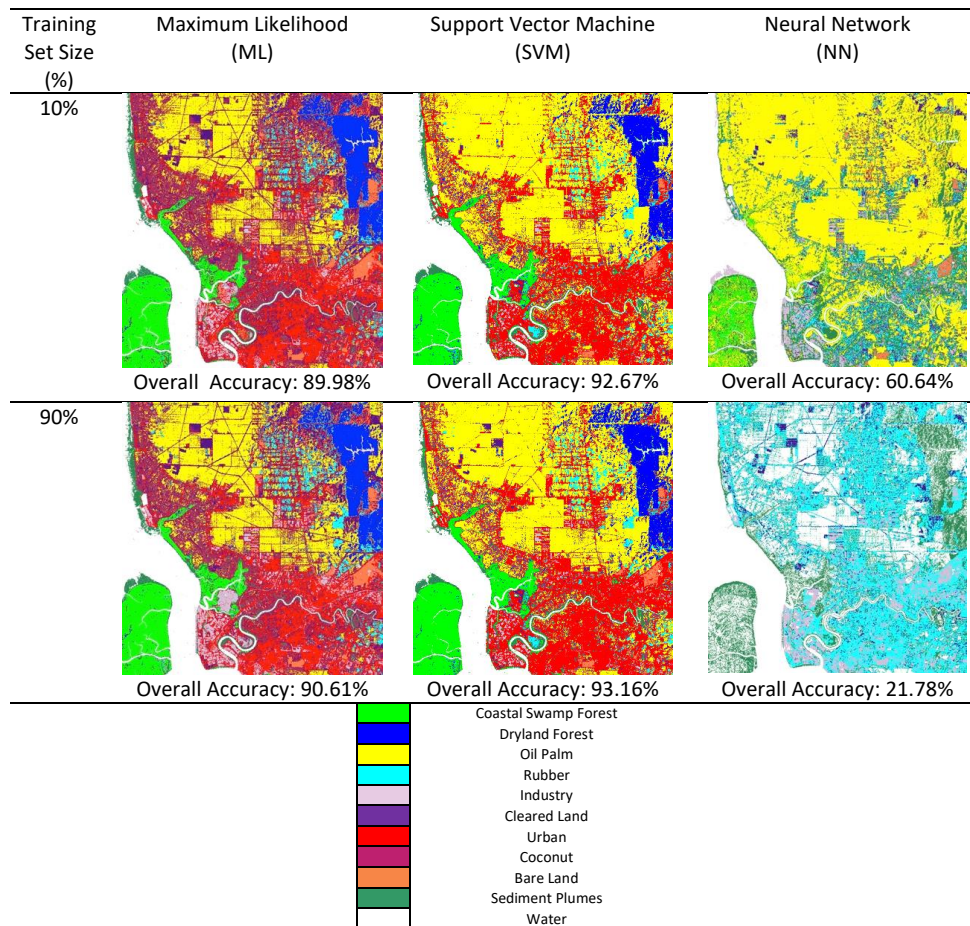 Training Set Size (%)
Maximum Likelihood (ML)
Support Vector Machine (SVM)
Neural Network (NN)
10%
Overall Accuracy: 89.98%
Overall Accuracy: 92.67%
Overall Accuracy: 60.64%
90%
Overall Accuracy: 90.61%
Overall Accuracy: 93.16%
Overall Accuracy: 21.78%
Coastal Swamp Forest
Dryland Forest
Oil Palm
Rubber
Industry
Cleared Land
Urban
Coconut
Bare Land
Sediment Plumes
Water